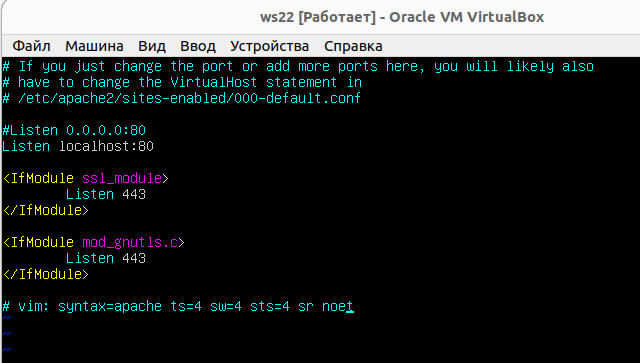 ws22 [Работает] - Oracle VM VirtualBox
Файл Машина Вид Ввод Устройства Справка
# If you just change the port or add more ports here, you will likely also
# have to change the VirtualHost statement in
# /etc/apache2/sites-enabled/000-default.conf
#Listen 0.0.0.0:80
Listen localhost:80
<IfModule ssl_module>
Listen 443
</IfModule>
<IfModule mod_gnutls.c>
Listen 443
</IfModule>
# vim: syntax=apache ts=4 sw=4 sts=4 sr noet
~
~
~